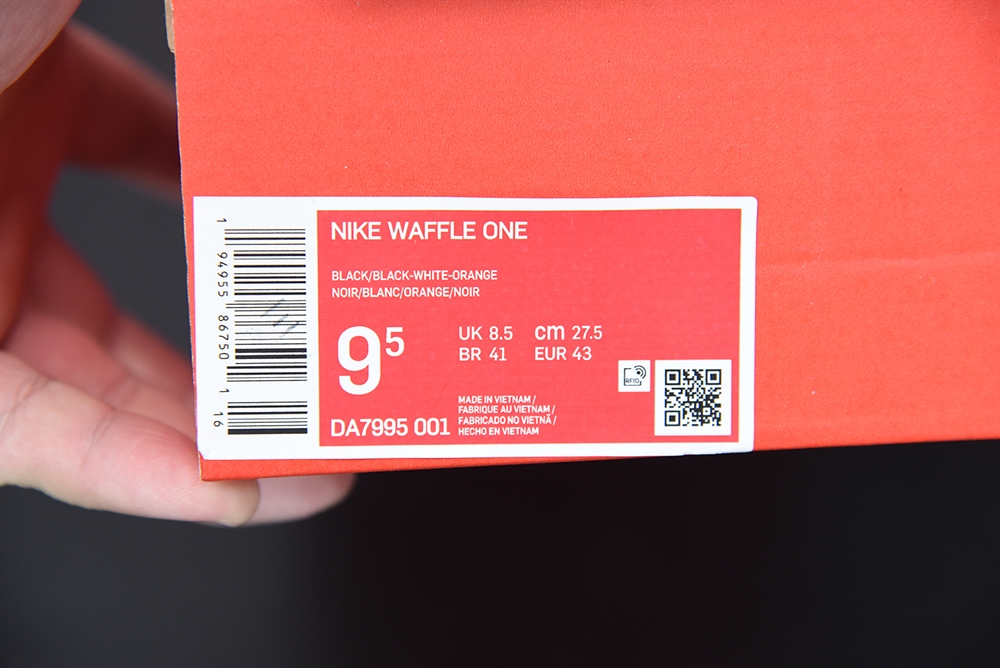 NIKE WAFFLE ONE
BLACK/BLACK-WHITE-ORANGE
NOIR/BLANC/ORANGE/NOIR
9 5
UK 8.5 cm 27.5
BR 41 EUR 43
RFID
DA7995 001
MADE IN VIETNAM /
FABRIQUE AU VIETNAM /
FABRICADO NO VIETNÃ /
HECHO EN VIETNAM
1 94955 86750 1 16